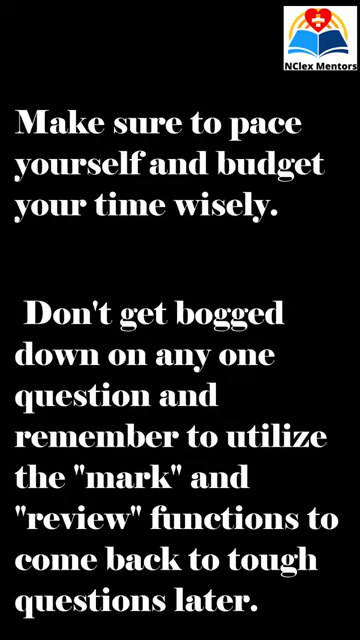 NClex Mentors
Make sure to pace
yourself and budget
your time wisely.
Don't get bogged
down on any one
question and
remember to utilize
the "mark" and
"review" functions to
come back to tough
questions later.